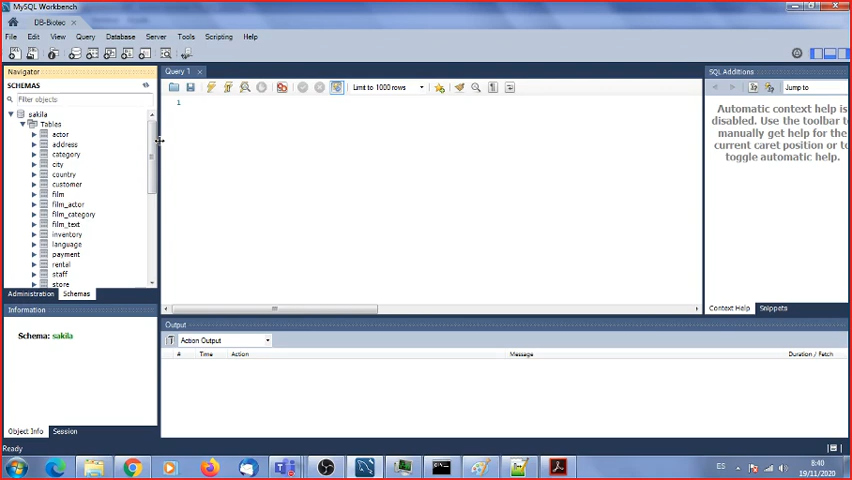 MySQL Workbench
DB-Biotec
File Edit View Query Database Server Tools Scripting Help
Navigator
SCHEMAS
Filter objects
sakila
Tables
actor
address
category
city
country
customer
film
film_actor
film_category
film_text
inventory
language
payment
rental
staff
store
Administration Schemas
Information
Schema: sakila
Object Info Session
Query 1
Limit to 1000 rows
1
Output
Action Output
# Time Action Message Duration / Fetch
SQL Additions
Jump to
Automatic context help is
disabled. Use the toolbar to
manually get help for the
current caret position or to
toggle automatic help.
Context Help Snippets
Ready
ES
8:40
19/11/2020